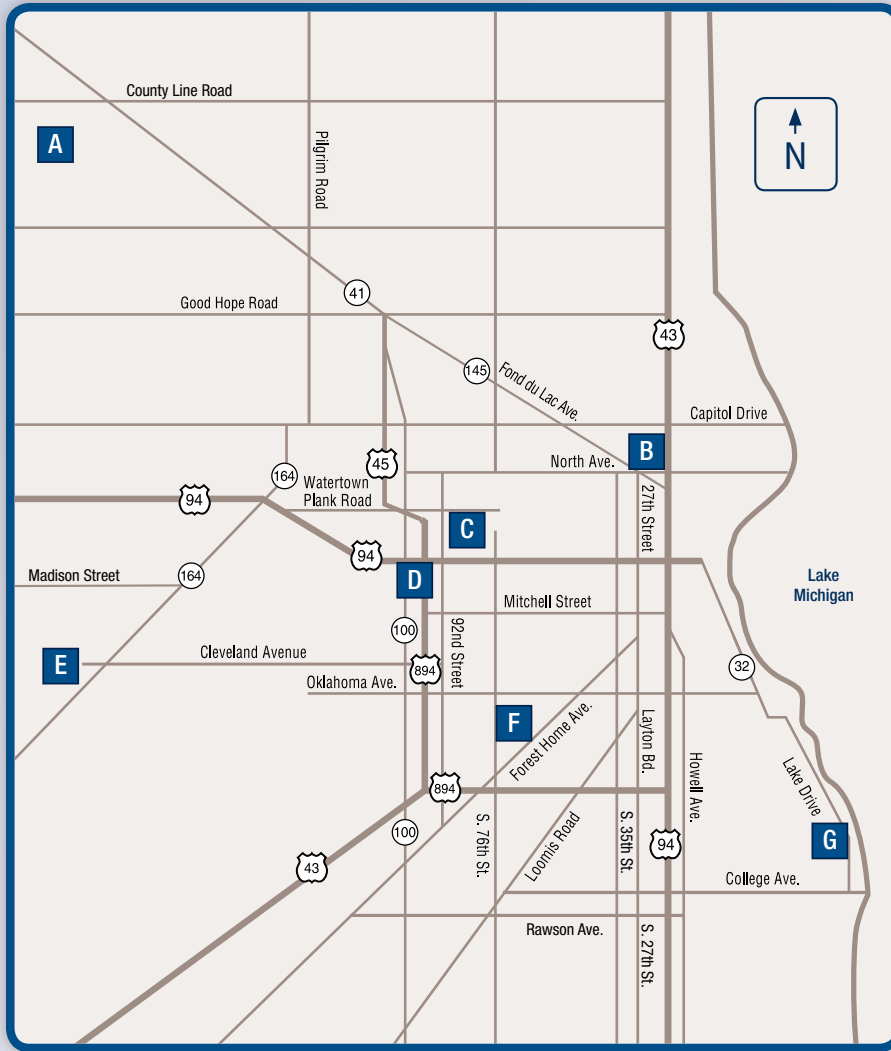 County Line Road
A
Pilgrim Road
N
41
Good Hope Road
43
145
Fond du Lac Ave.
Capitol Drive
B
45
North Ave.
164
Watertown
Plank Road
94
27th Street
C
94
D
Lake
Michigan
Madison Street
164
Mitchell Street
100
92nd Street
E
Cleveland Avenue
894
32
Oklahoma Ave.
F
Forest Home Ave.
Layton Bd.
Howell Ave.
Lake Drive
894
100
S. 76th St.
Loomis Road
S. 35th St.
94
G
43
College Ave.
Rawson Ave.
S. 27th St.